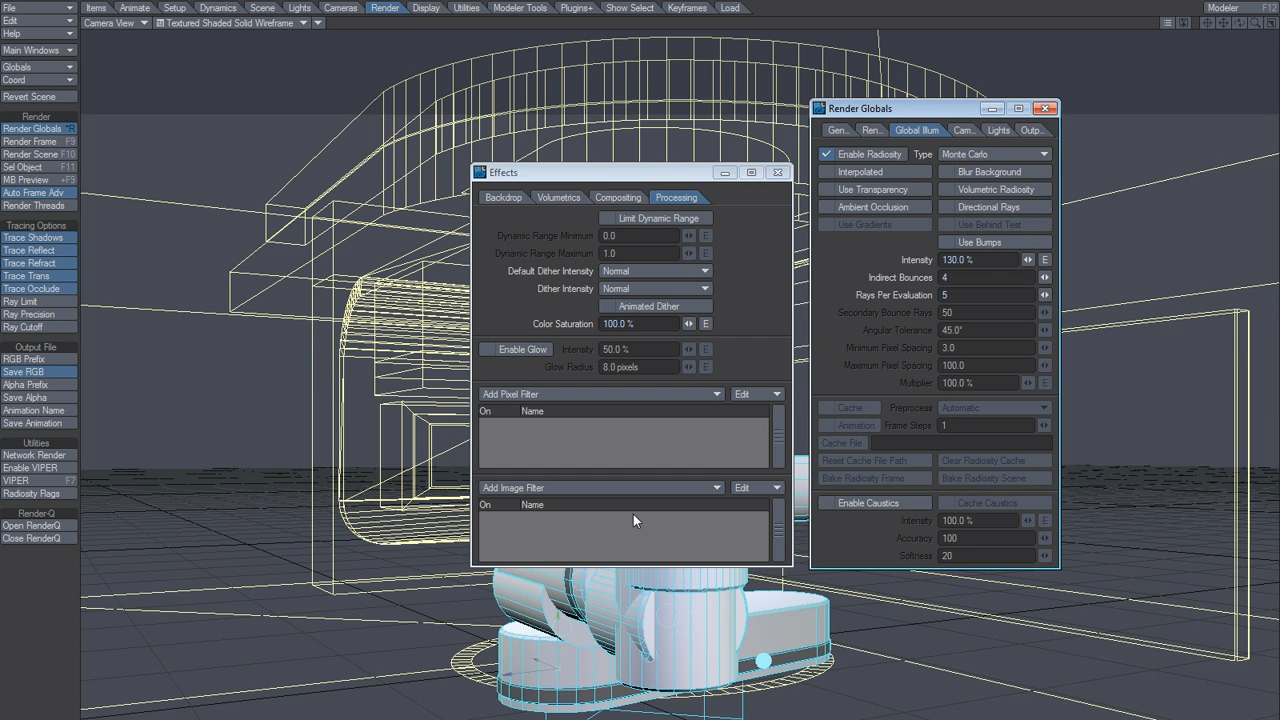 File
Items Animate Setup Dynamics Scene Lights Cameras Render Display Utilities Modeler Tools Plugins+ Show Select Keyframes Load
Modeler F12
Edit
Camera View Textured Shaded Solid Wireframe
Help
Main Windows
Globals
Coord
Revert Scene
Render
Render Globals ^R
Render Frame F9
Render Scene F10
Sel Object F11
MB Preview +F9
Auto Frame Adv
Render Threads
Tracing Options
Trace Shadows
Trace Reflect
Trace Refract
Trace Trans
Trace Occlude
Ray Limit
Ray Precision
Ray Cutoff
Output File
RGB Prefix
Save RGB
Alpha Prefix
Save Alpha
Animation Name
Save Animation
Utilities
Network Render
Enable VIPER
VIPER F7
Radiosity Flags
Render-Q
Open RenderQ
Close RenderQ
Effects
Backdrop Volumetrics Compositing Processing
Limit Dynamic Range
Dynamic Range Minimum 0.0 E
Dynamic Range Maximum 1.0 E
Default Dither Intensity Normal
Dither Intensity Normal
Animated Dither
Color Saturation 100.0 % E
Enable Glow Intensity 50.0 % E
Glow Radius 8.0 pixels E
Add Pixel Filter Edit
On Name
Add Image Filter Edit
On Name
Render Globals
Gen... Ren... Global Illum Cam... Lights Outp...
Enable Radiosity Type Monte Carlo
Interpolated Blur Background
Use Transparency Volumetric Radiosity
Ambient Occlusion Directional Rays
Use Gradients Use Behind Test
Use Bumps
Intensity 130.0 % E
Indirect Bounces 4
Rays Per Evaluation 5
Secondary Bounce Rays 50
Angular Tolerance 45.0°
Minimum Pixel Spacing 3.0
Maximum Pixel Spacing 100.0
Multiplier 100.0 % E
Cache Preprocess Automatic
Animation Frame Steps 1
Cache File
Reset Cache File Path Clear Radiosity Cache
Bake Radiosity Frame Bake Radiosity Scene
Enable Caustics Cache Caustics
Intensity 100.0 % E
Accuracy 100
Softness 20